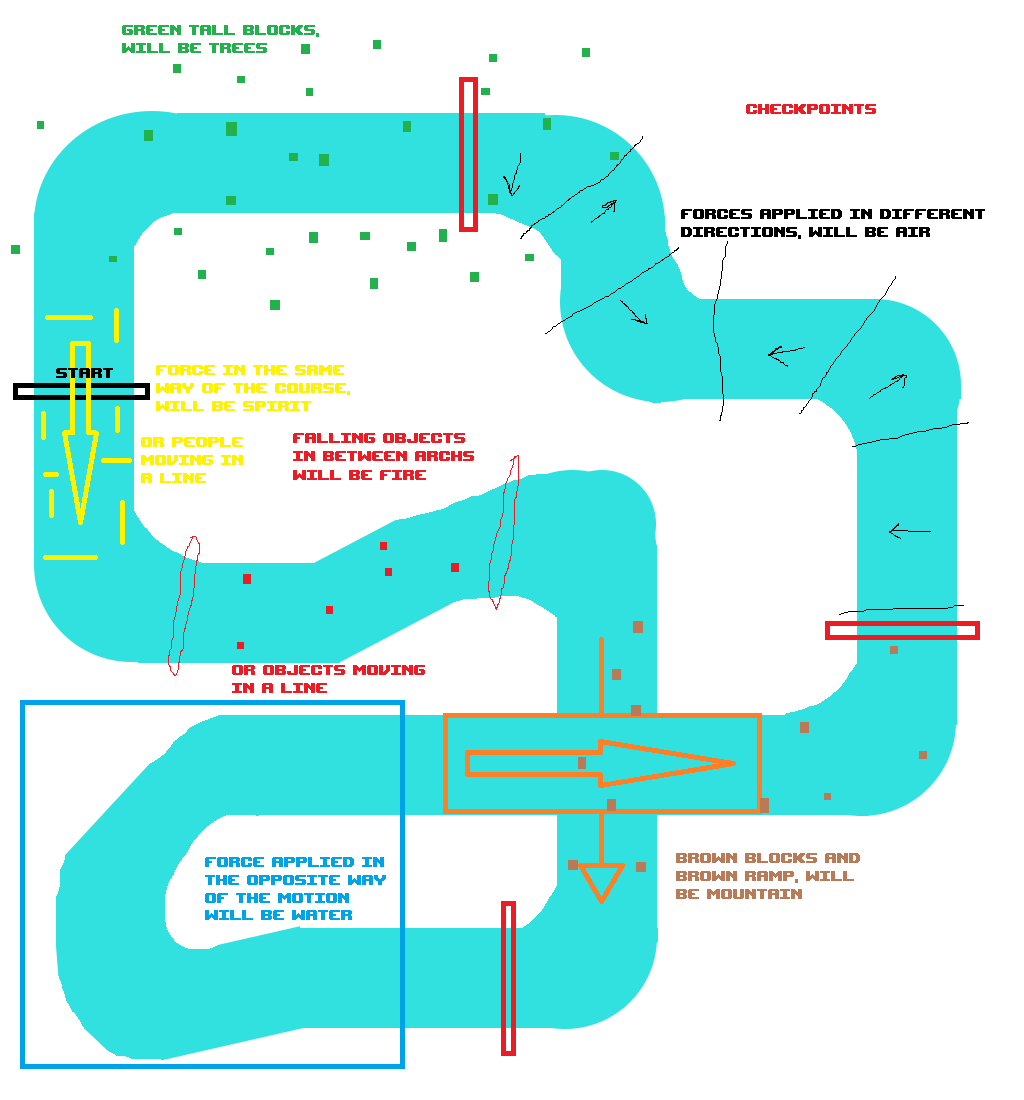 GREEN TALL BLOCKS,
WILL BE TREES
CHECKPOINTS
FORCES APPLIED IN DIFFERENT
DIRECTIONS, WILL BE AIR
START
FORCE IN THE SAME
WAY OF THE COURSE,
WILL BE SPIRIT
OR PEOPLE
MOVING IN
A LINE
FALLING OBJECTS
IN BETWEEN ARCHS
WILL BE FIRE
OR OBJECTS MOVING
IN A LINE
FORCE APPLIED IN
THE OPPOSITE WAY
OF THE MOTION
WILL BE WATER
BROWN BLOCKS AND
BROWN RAMP, WILL
BE MOUNTAIN